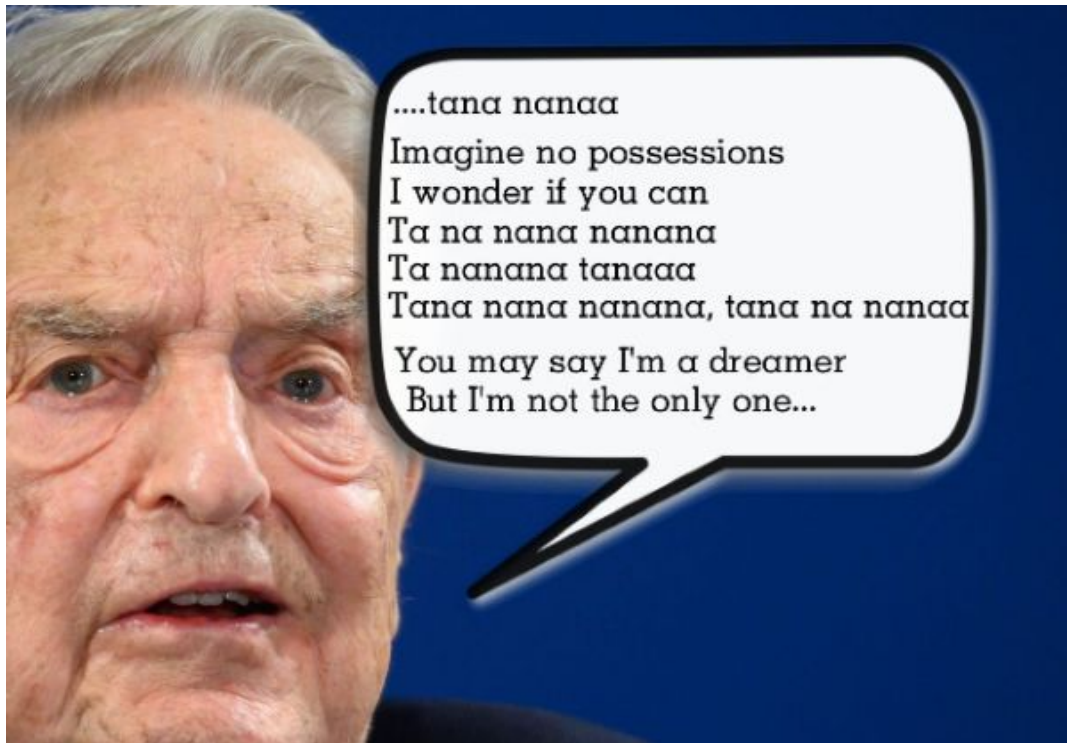 ....tana nanaa
Imagine no possessions
I wonder if you can
Ta na nana nanana
Ta nanana tanaaa
Tana nana nanana, tana na nanaa
You may say I'm a dreamer
But I'm not the only one...